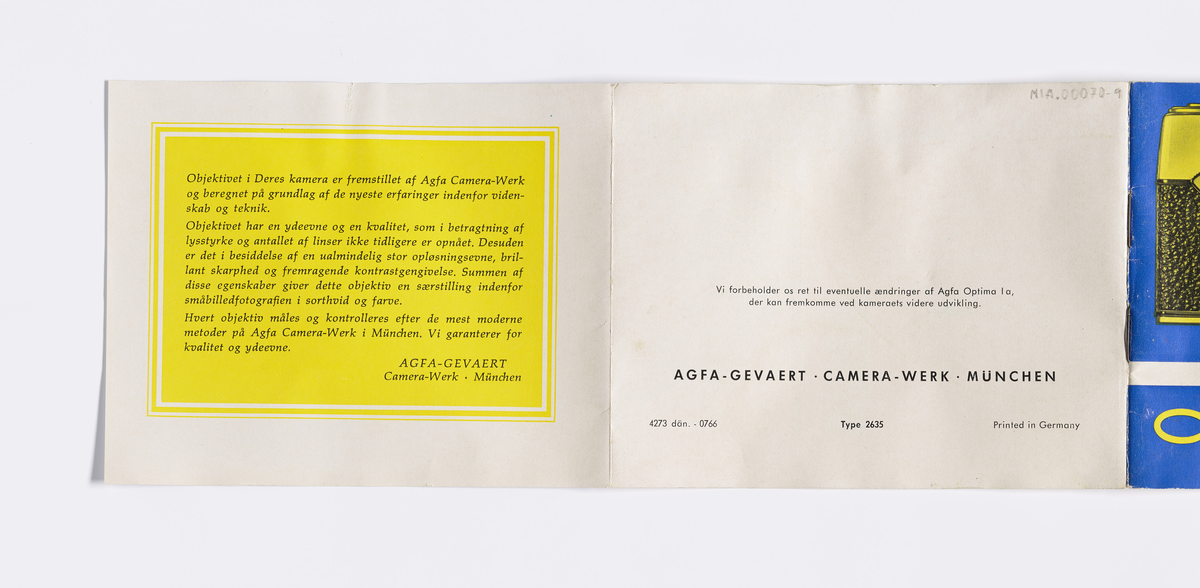 Objektivet i Deres kamera er fremstillet af Agfa Camera-Werk
og beregnet på grundlag af de nyeste erfaringer indenfor viden-
skab og teknik.
Objektivet har en ydeevne og en kvalitet, som i betragtning af
lysstyrke og antallet af linser ikke tidligere er opnået. Desuden
er det i besiddelse af en ualmindelig stor opløsningsevne, bril-
lant skarphed og fremragende kontrastgengivelse. Summen af
disse egenskaber giver dette objektiv en særstilling indenfor
småbilledfotografien i sorthvid og farve.
Hvert objektiv måles og kontrolleres efter de mest moderne
metoder på Agfa Camera-Werk i München. Vi garanterer for
kvalitet og ydeevne.
AGFA-GEVAERT
Camera-Werk · München
NIA.00070-9
Vi forbeholder os ret til eventuelle ændringer af Agfa Optima I a,
der kan fremkomme ved kameraets videre udvikling.
AGFA-GEVAERT · CAMERA-WERK · MÜNCHEN
4273 dän. - 0766
Type 2635
Printed in Germany
O